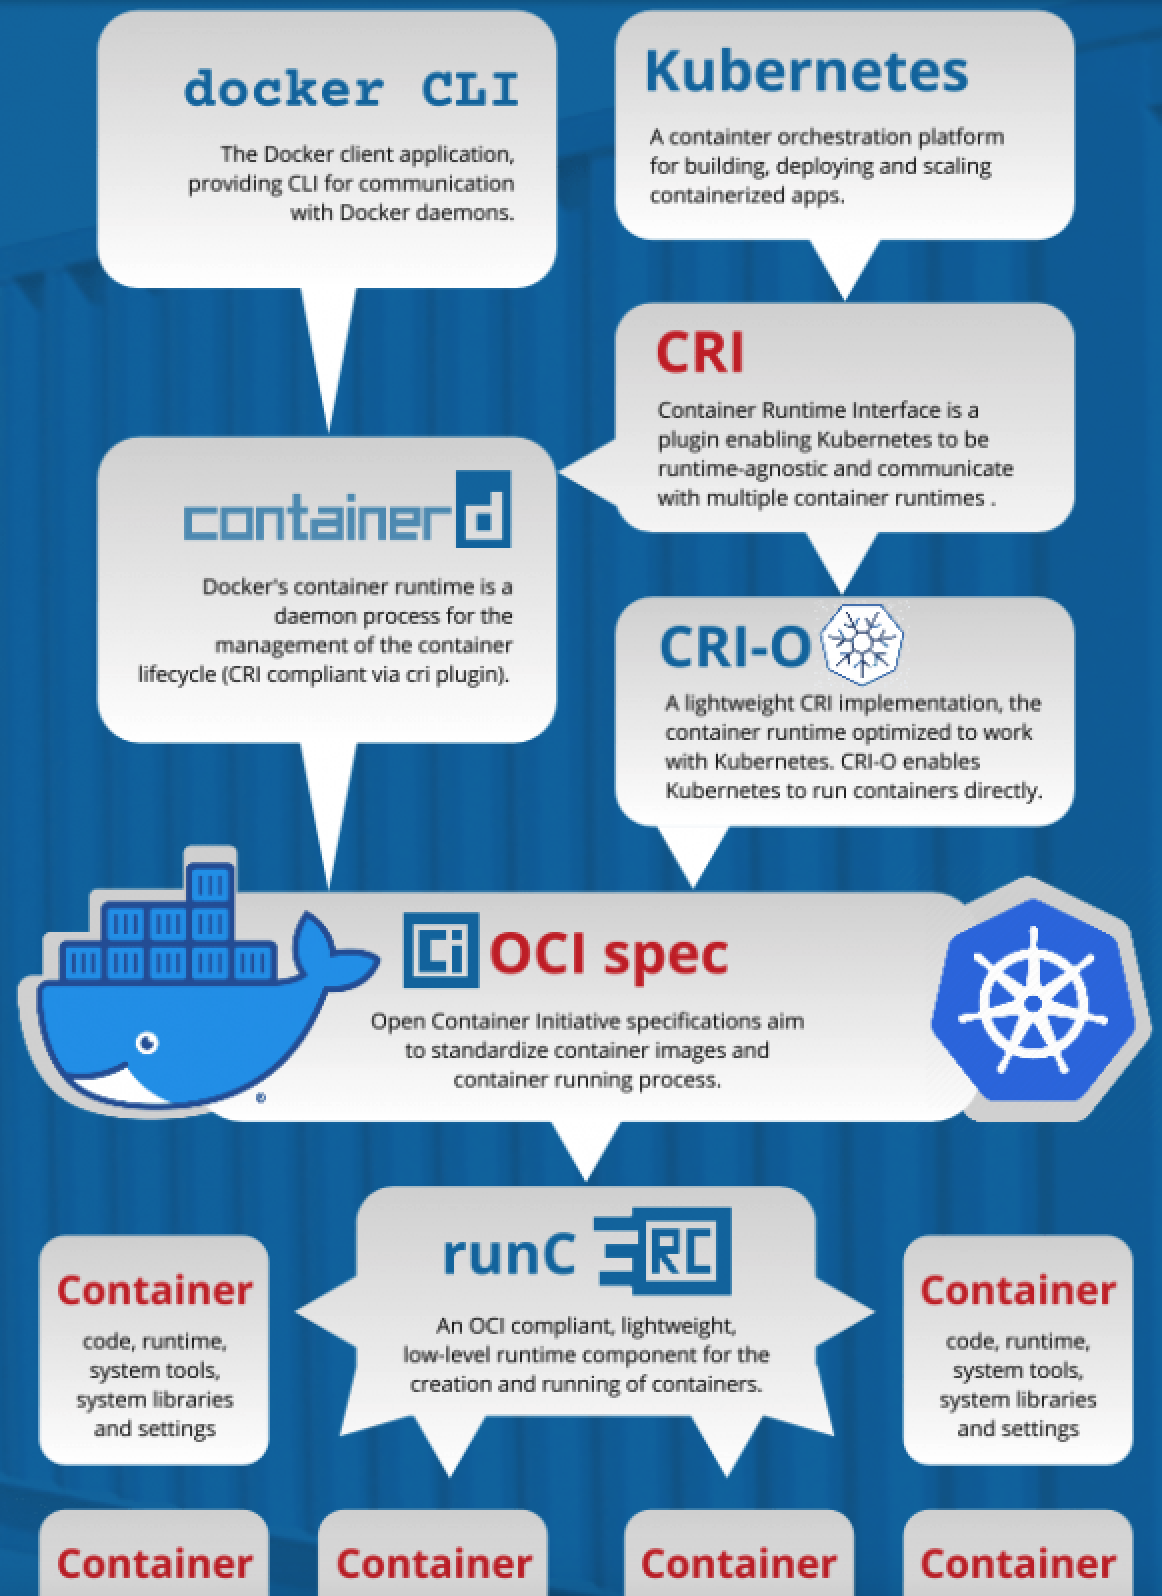 docker CLI
The Docker client application,
providing CLI for communication
with Docker daemons.
Kubernetes
A containter orchestration platform
for building, deploying and scaling
containerized apps.
CRI
Container Runtime Interface is a
plugin enabling Kubernetes to be
runtime-agnostic and communicate
with multiple container runtimes .
containerd
Docker's container runtime is a
daemon process for the
management of the container
lifecycle (CRI compliant via cri plugin).
CRI-O
A lightweight CRI implementation, the
container runtime optimized to work
with Kubernetes. CRI-O enables
Kubernetes to run containers directly.
Ci OCI spec
Open Container Initiative specifications aim
to standardize container images and
container running process.
runC RC
An OCI compliant, lightweight,
low-level runtime component for the
creation and running of containers.
Container
code, runtime,
system tools,
system libraries
and settings
Container
code, runtime,
system tools,
system libraries
and settings
Container
Container
Container
Container